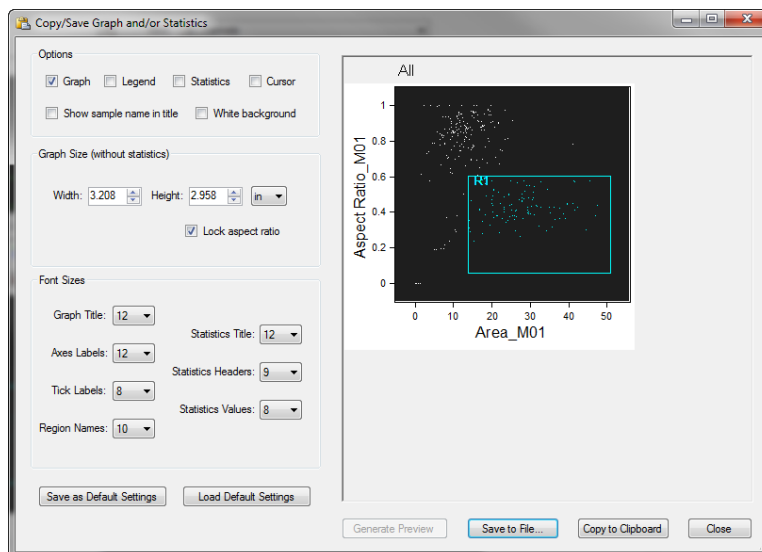 Copy/Save Graph and/or Statistics
Options
Graph Legend Statistics Cursor
Show sample name in title White background
Graph Size (without statistics)
Width: 3.208 Height: 2.958 in
Lock aspect ratio
Font Sizes
Graph Title: 12
Statistics Title: 12
Axes Labels: 12
Statistics Headers: 9
Tick Labels: 8
Statistics Values: 8
Region Names: 10
Save as Default Settings Load Default Settings
All
Aspect Ratio_M01
1
0.8
0.6
0.4
0.2
0
R1
0 10 20 30 40 50
Area_M01
Generate Preview Save to File... Copy to Clipboard Close